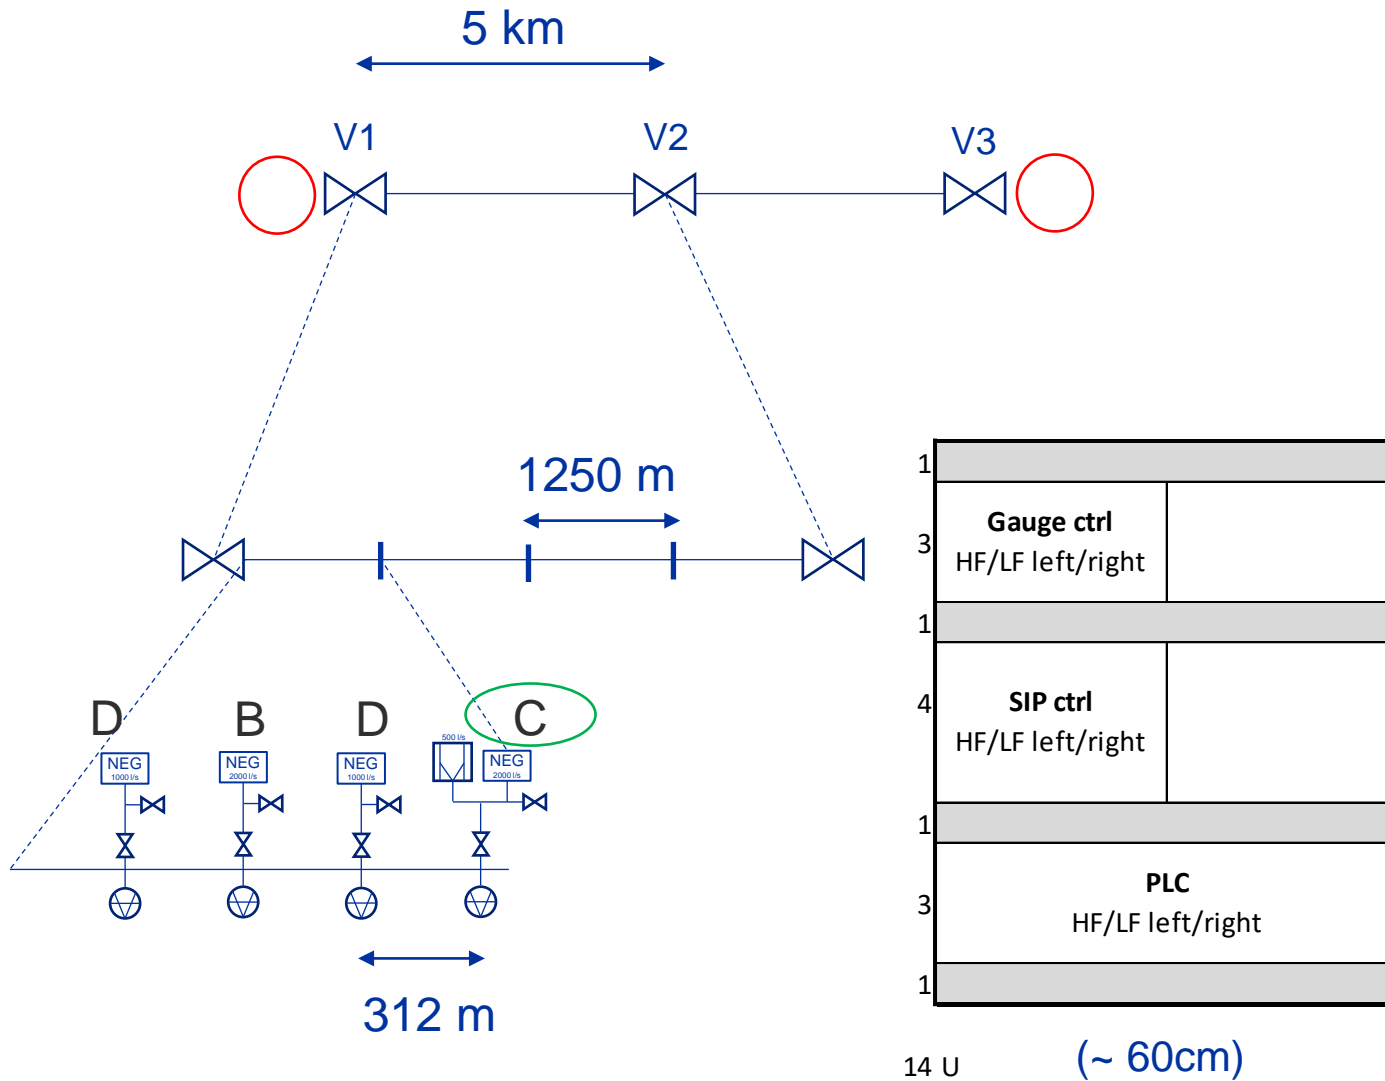 5 km
V1
V2
V3
1250 m
D
B
D
C
500 l/s
NEG
1000 l/s
NEG
2000 l/s
NEG
1000 l/s
NEG
2000 l/s
312 m
1
3
Gauge ctrl
HF/LF left/right
1
4
SIP ctrl
HF/LF left/right
1
3
PLC
HF/LF left/right
1
14 U
(~ 60cm)